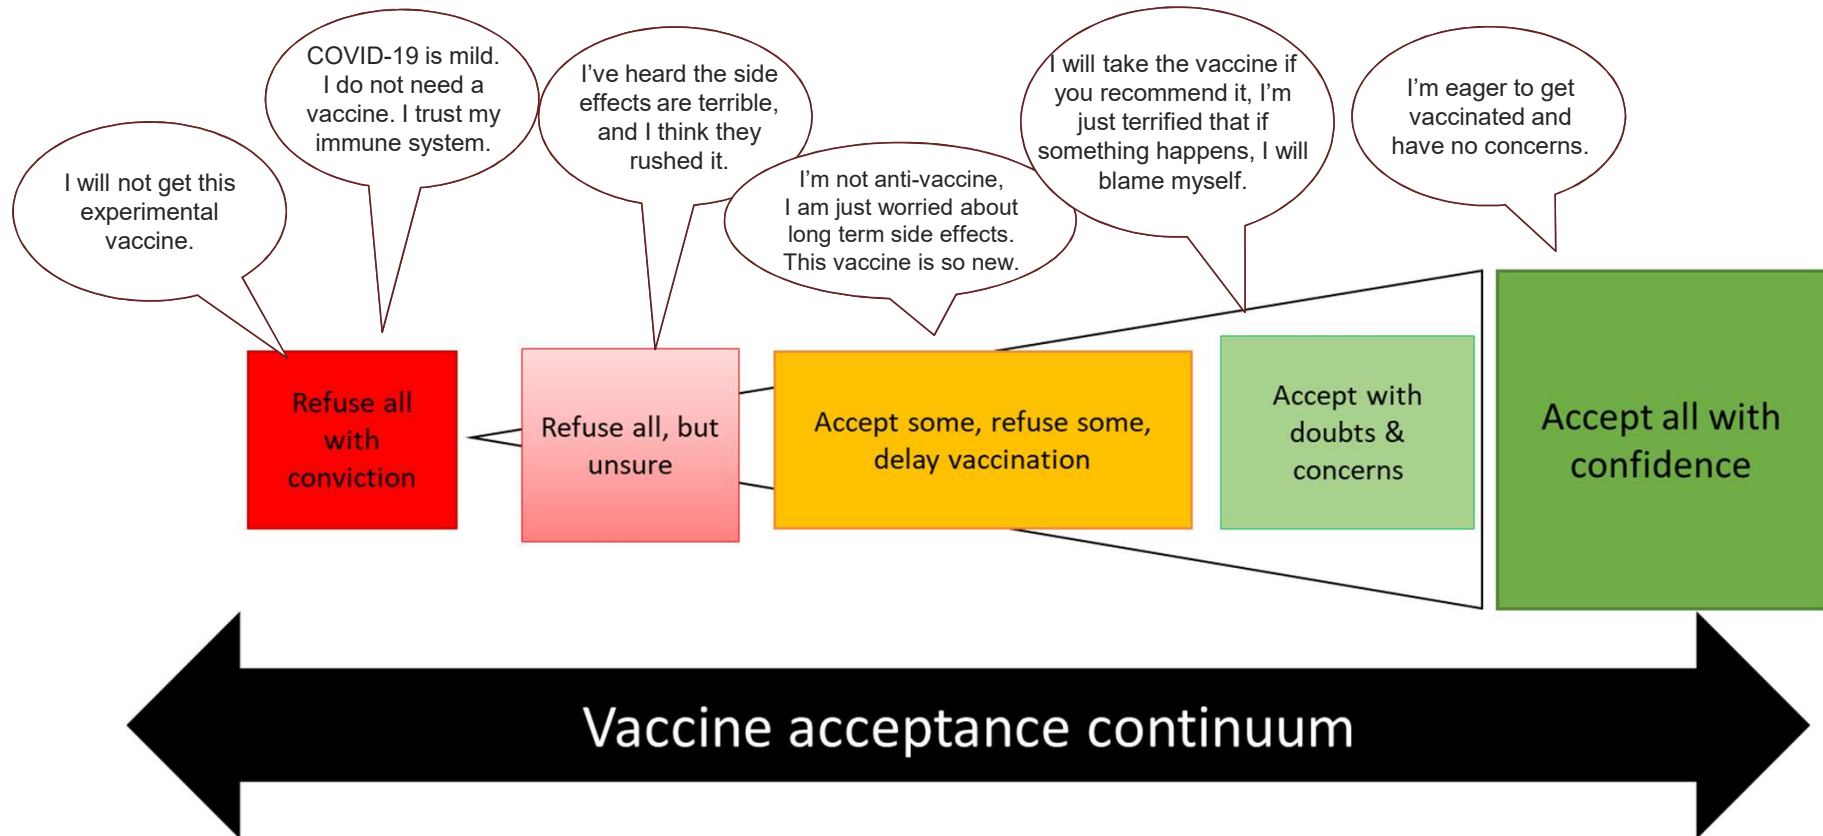 I will not get this
experimental
vaccine.
COVID-19 is mild.
I do not need a
vaccine. I trust my
immune system.
I’ve heard the side
effects are terrible,
and I think they
rushed it.
I’m not anti-vaccine,
I am just worried about
long term side effects.
This vaccine is so new.
I will take the vaccine if
you recommend it, I’m
just terrified that if
something happens, I will
blame myself.
I’m eager to get
vaccinated and
have no concerns.
Refuse all
with
conviction
Refuse all, but
unsure
Accept some, refuse some,
delay vaccination
Accept with
doubts &
concerns
Accept all with
confidence
Vaccine acceptance continuum